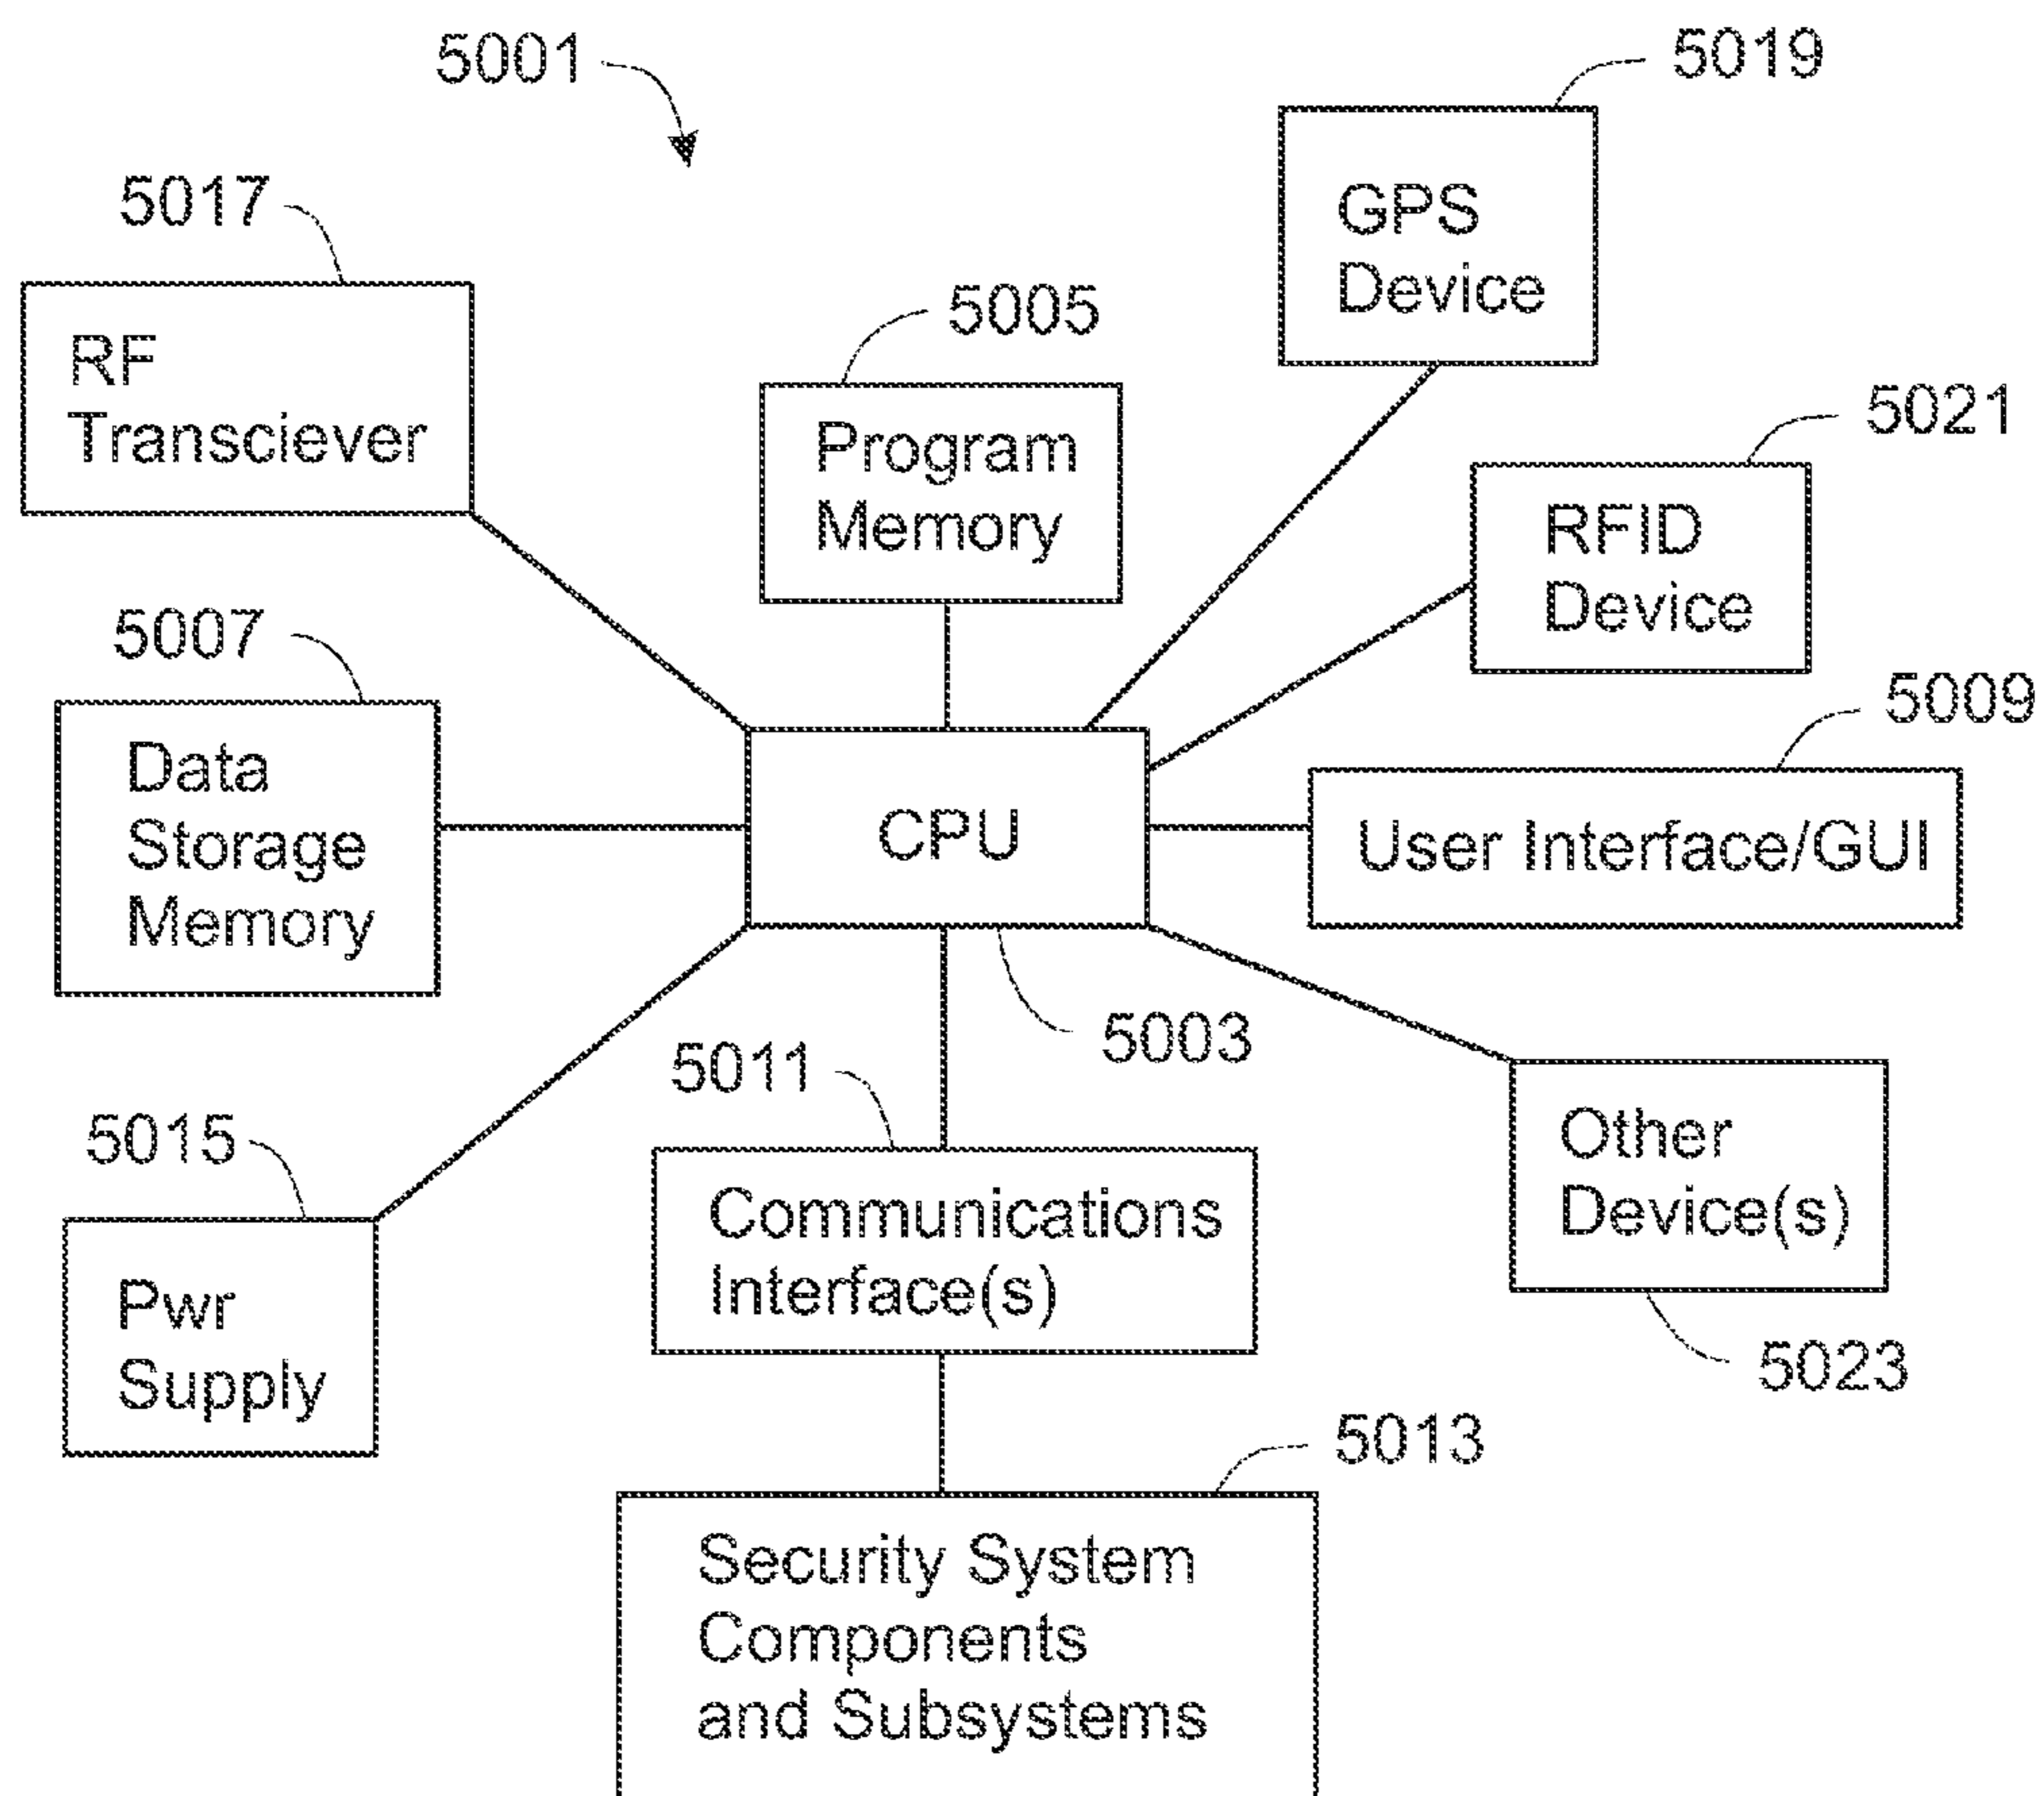 5001
5019
5017
GPS
Device
5005
RF
Transciever
5021
Program
Memory
RFID
Device
5007
5009
Data
Storage
Memory
CPU
User Interface/GUI
5003
5011
5015
Other
Device(s)
Communications
Interface(s)
Pwr
Supply
5023
5013
Security System
Components
and Subsystems